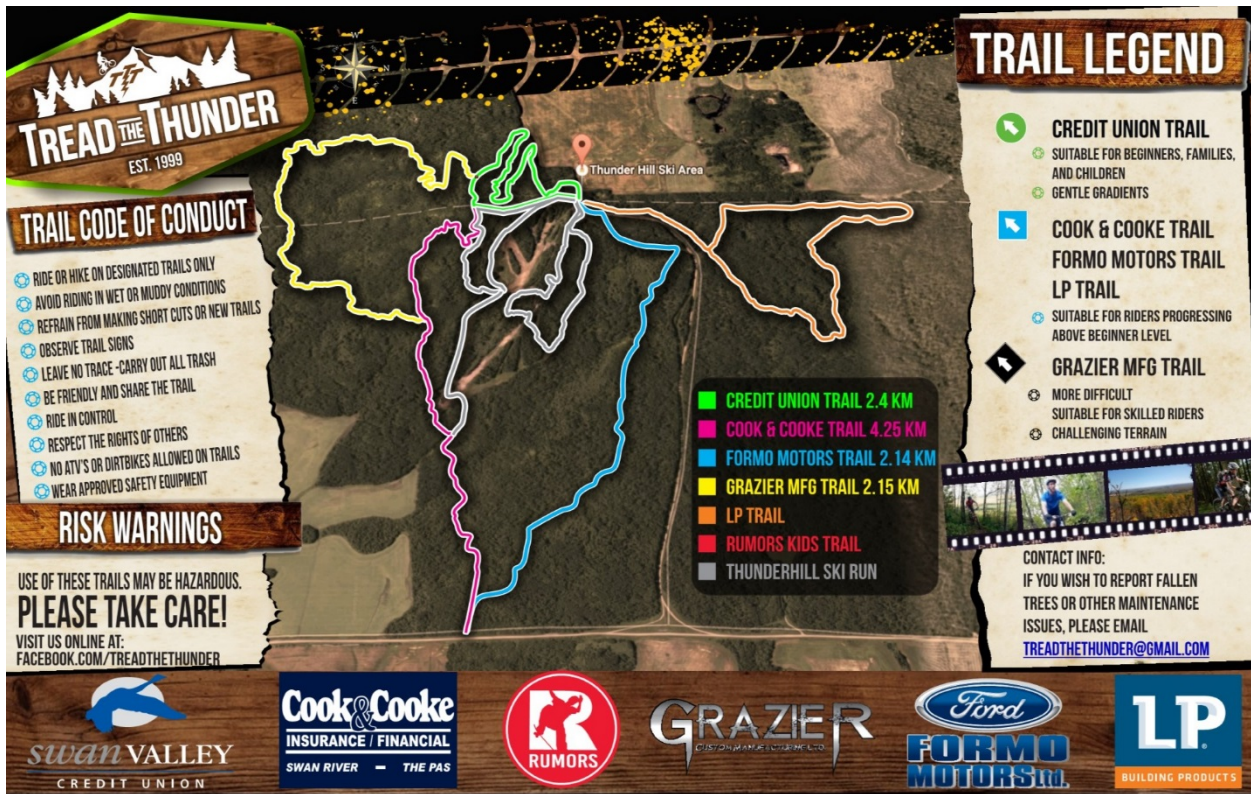 TREAD THE THUNDER
EST. 1999
TRAIL CODE OF CONDUCT
RIDE OR HIKE ON DESIGNATED TRAILS ONLY
AVOID RIDING IN WET OR MUDDY CONDITIONS
REFRAIN FROM MAKING SHORT CUTS OR NEW TRAILS
OBSERVE TRAIL SIGNS
LEAVE NO TRACE -CARRY OUT ALL TRASH
BE FRIENDLY AND SHARE THE TRAIL
RIDE IN CONTROL
RESPECT THE RIGHTS OF OTHERS
NO ATV'S OR DIRTBIKES ALLOWED ON TRAILS
WEAR APPROVED SAFETY EQUIPMENT
RISK WARNINGS
USE OF THESE TRAILS MAY BE HAZARDOUS.
PLEASE TAKE CARE!
VISIT US ONLINE AT:
FACEBOOK.COM/TREADTHETHUNDER
W
N
E
Thunder Hill Ski Area
CREDIT UNION TRAIL 2.4 KM
COOK & COOKE TRAIL 4.25 KM
FORMO MOTORS TRAIL 2.14 KM
GRAZIER MFG TRAIL 2.15 KM
LP TRAIL
RUMORS KIDS TRAIL
THUNDERHILL SKI RUN
TRAIL LEGEND
CREDIT UNION TRAIL
SUITABLE FOR BEGINNERS, FAMILIES,
AND CHILDREN
GENTLE GRADIENTS
COOK & COOKE TRAIL
FORMO MOTORS TRAIL
LP TRAIL
SUITABLE FOR RIDERS PROGRESSING
ABOVE BEGINNER LEVEL
GRAZIER MFG TRAIL
MORE DIFFICULT
SUITABLE FOR SKILLED RIDERS
CHALLENGING TERRAIN
CONTACT INFO:
IF YOU WISH TO REPORT FALLEN
TREES OR OTHER MAINTENANCE
ISSUES, PLEASE EMAIL
TREADTHETHUNDER@GMAIL.COM
swan VALLEY
CREDIT UNION
Cook & Cooke
INSURANCE / FINANCIAL
SWAN RIVER — THE PAS
R
RUMORS
GRAZIER
CUSTOM MANUFACTURING LTD.
Ford
FORMO
MOTORS Ltd.
LP
BUILDING PRODUCTS